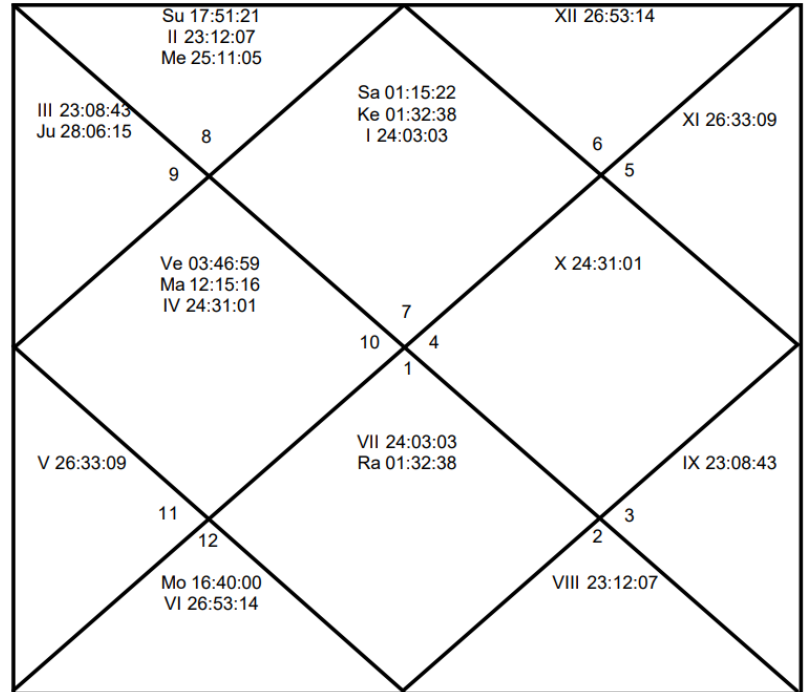 Su 17:51:21
II 23:12:07
Me 25:11:05
XII 26:53:14
Sa 01:15:22
Ke 01:32:38
I 24:03:03
III 23:08:43
Ju 28:06:15
XI 26:33:09
8
6
9
5
Ve 03:46:59
Ma 12:15:16
IV 24:31:01
X 24:31:01
7
10
4
1
VII 24:03:03
Ra 01:32:38
V 26:33:09
IX 23:08:43
11
3
12
2
Mo 16:40:00
VI 26:53:14
VIII 23:12:07